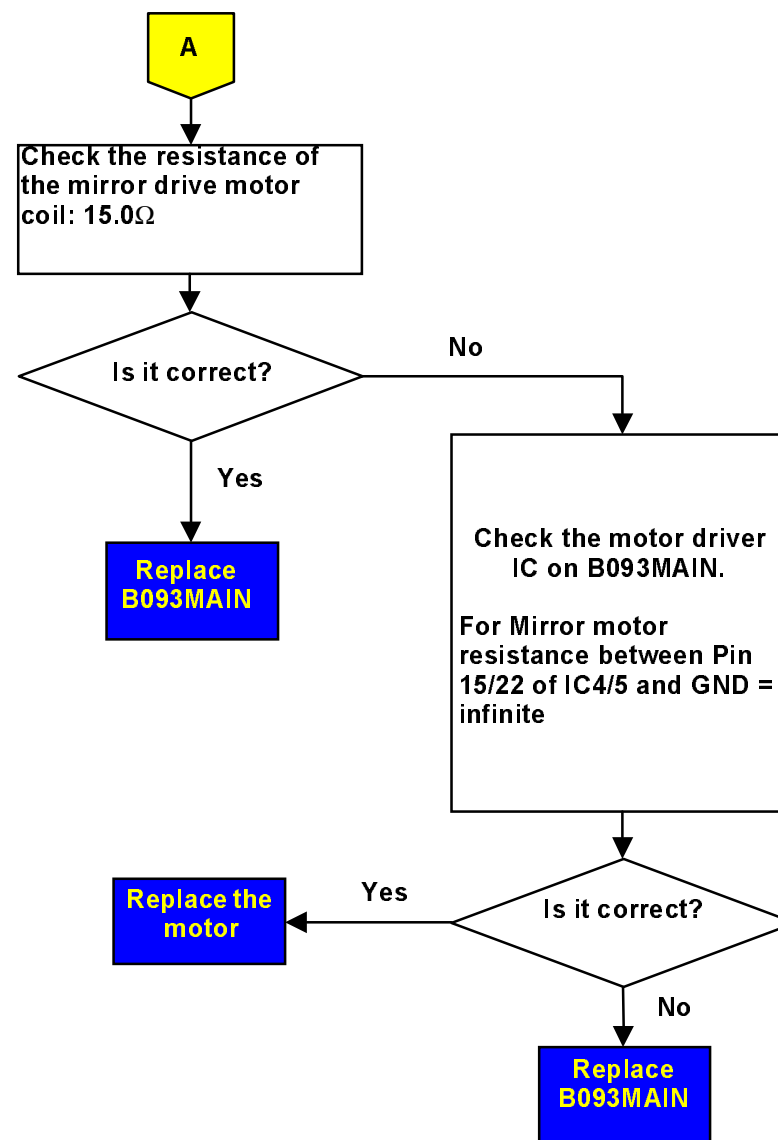 A
Check the resistance of
the mirror drive motor
coil: 15.0Ω
Is it correct?
No
Yes
Replace
B093MAIN
Check the motor driver
IC on B093MAIN.
For Mirror motor
resistance between Pin
15/22 of IC4/5 and GND =
infinite
Is it correct?
Yes
Replace the
motor
No
Replace
B093MAIN